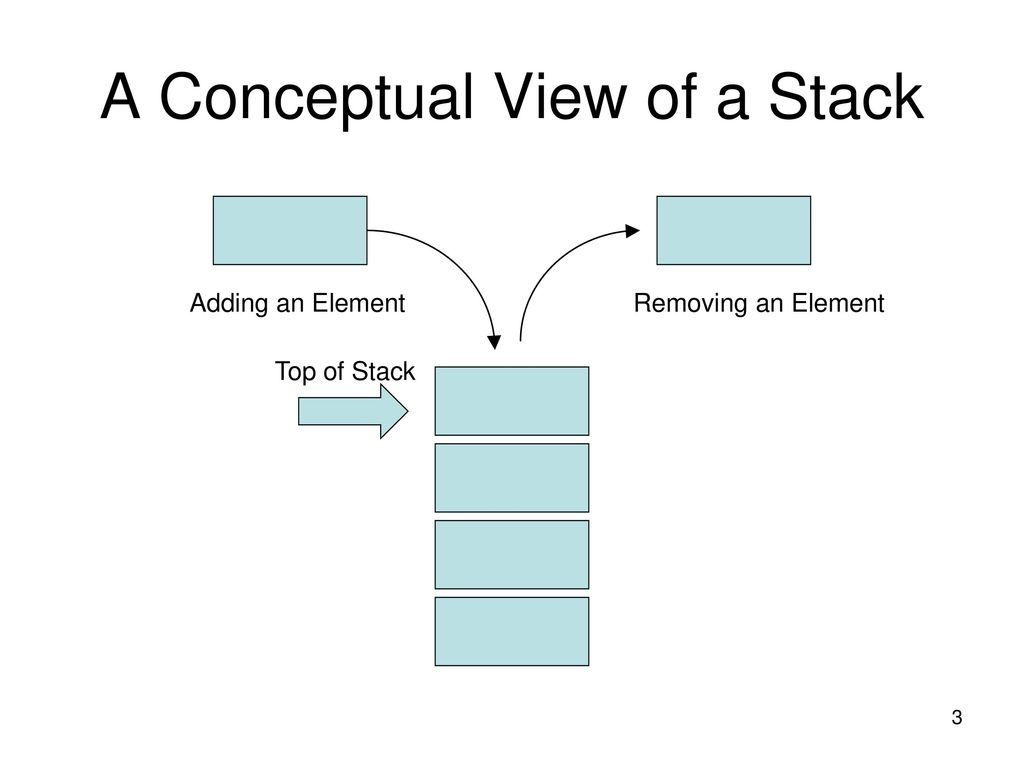 A Conceptual View of a Stack
Adding an Element
Removing an Element
Top of Stack
3